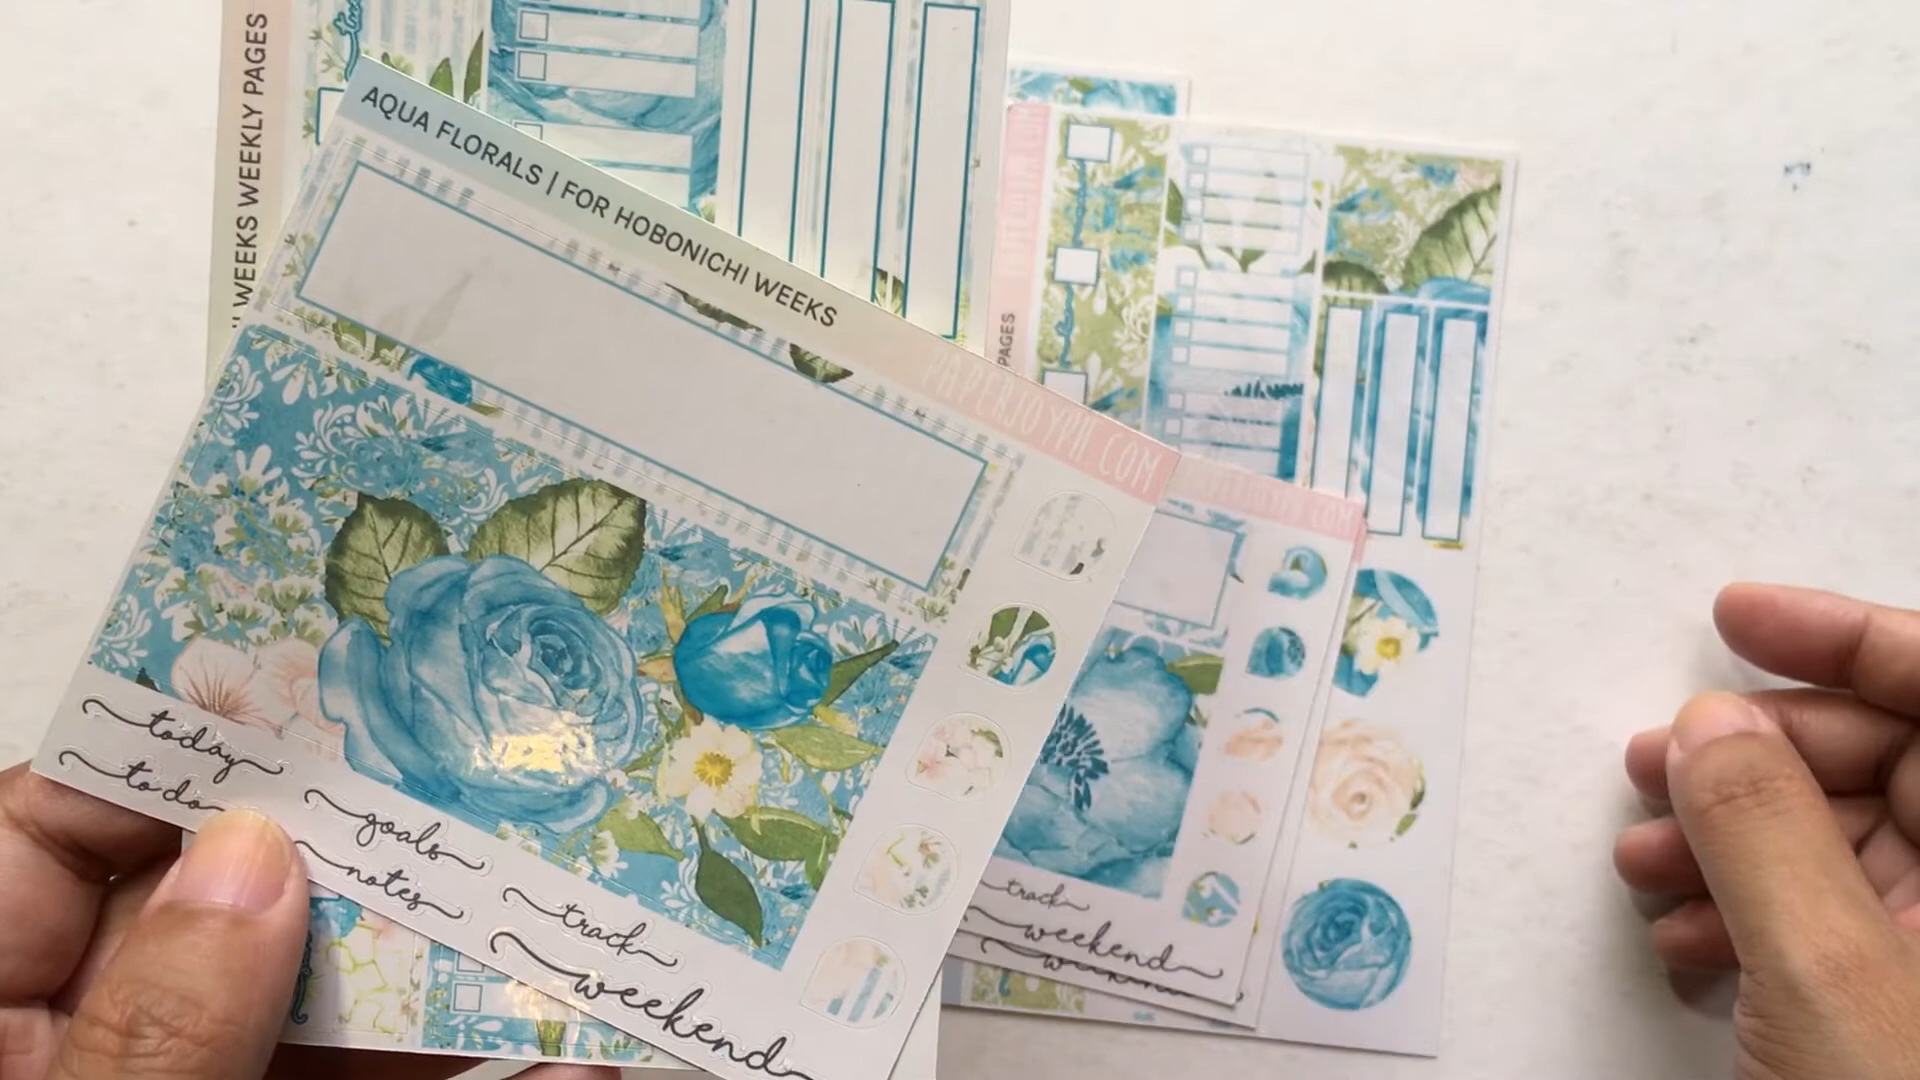 WEEKS WEEKLY PAGES
AQUA FLORALS | FOR HOBONICHI WEEKS
PAPERJOYPH COM
today
to do
goals
notes
track
weekend
PAGES
track
weekend